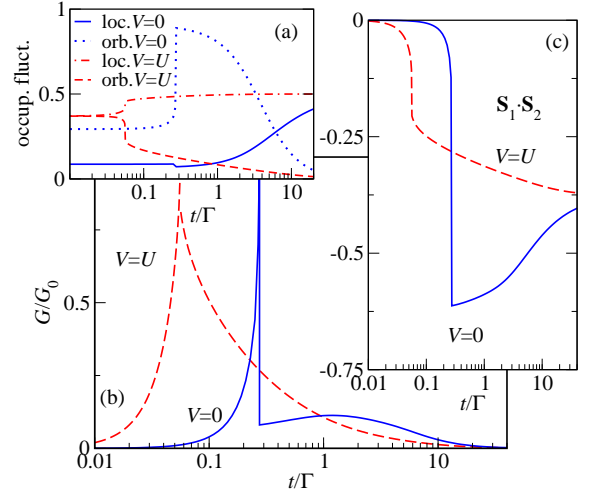 1
0.5
0
occup. fluct.
loc.V=0
orb.V=0
loc.V=U
orb.V=U
(a)
0.1 1 10
t/Γ
0
-0.25
-0.5
-0.75
(c)
S1·S2
V=U
V=0
0.01 0.1 1 10
t/Γ
G/G0
0.5
0
V=U
(b)
V=0
0.01 0.1 1 10
t/Γ